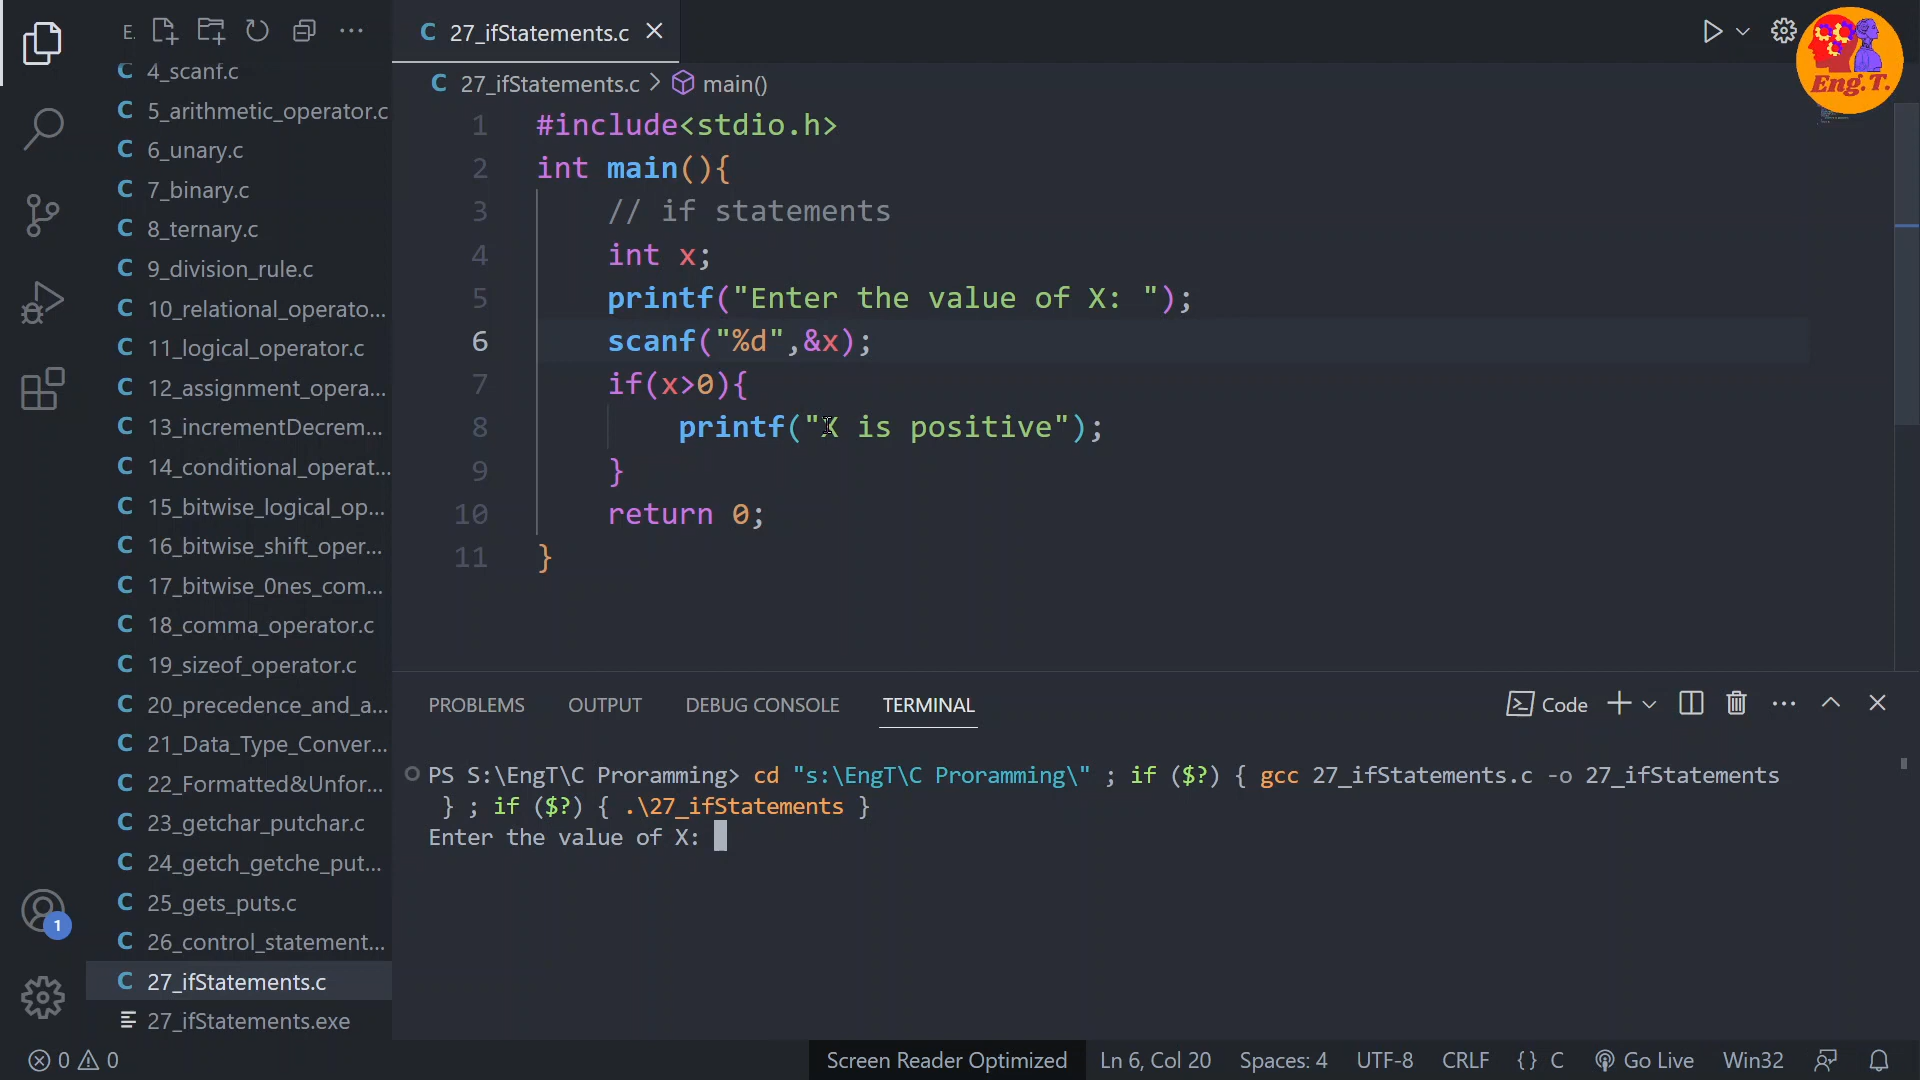 E.
4_scanf.c
5_arithmetic_operator.c
6_unary.c
7_binary.c
8_ternary.c
9_division_rule.c
10_relational_operato...
11_logical_operator.c
12_assignment_opera...
13_incrementDecrem...
14_conditional_operat...
15_bitwise_logical_op...
16_bitwise_shift_oper...
17_bitwise_0nes_com...
18_comma_operator.c
19_sizeof_operator.c
20_precedence_and_a...
21_Data_Type_Conver...
22_Formatted&Unfor...
23_getchar_putchar.c
24_getch_getche_put...
25_gets_puts.c
26_control_statement...
27_ifStatements.c
27_ifStatements.exe
1
C 27_ifStatements.c
Eng.T.
C 27_ifStatements.c > main()
1 #include<stdio.h>
2 int main(){
3 // if statements
4 int x;
5 printf("Enter the value of X: ");
6 scanf("%d",&x);
7 if(x>0){
8 printf("X is positive");
9 }
10 return 0;
11 }
PROBLEMS OUTPUT DEBUG CONSOLE TERMINAL Code
PS S:\EngT\C Proramming> cd "s:\EngT\C Proramming\" ; if ($?) { gcc 27_ifStatements.c -o 27_ifStatements
} ; if ($?) { .\27_ifStatements }
Enter the value of X:
0 0 Screen Reader Optimized Ln 6, Col 20 Spaces: 4 UTF-8 CRLF {} C Go Live Win32